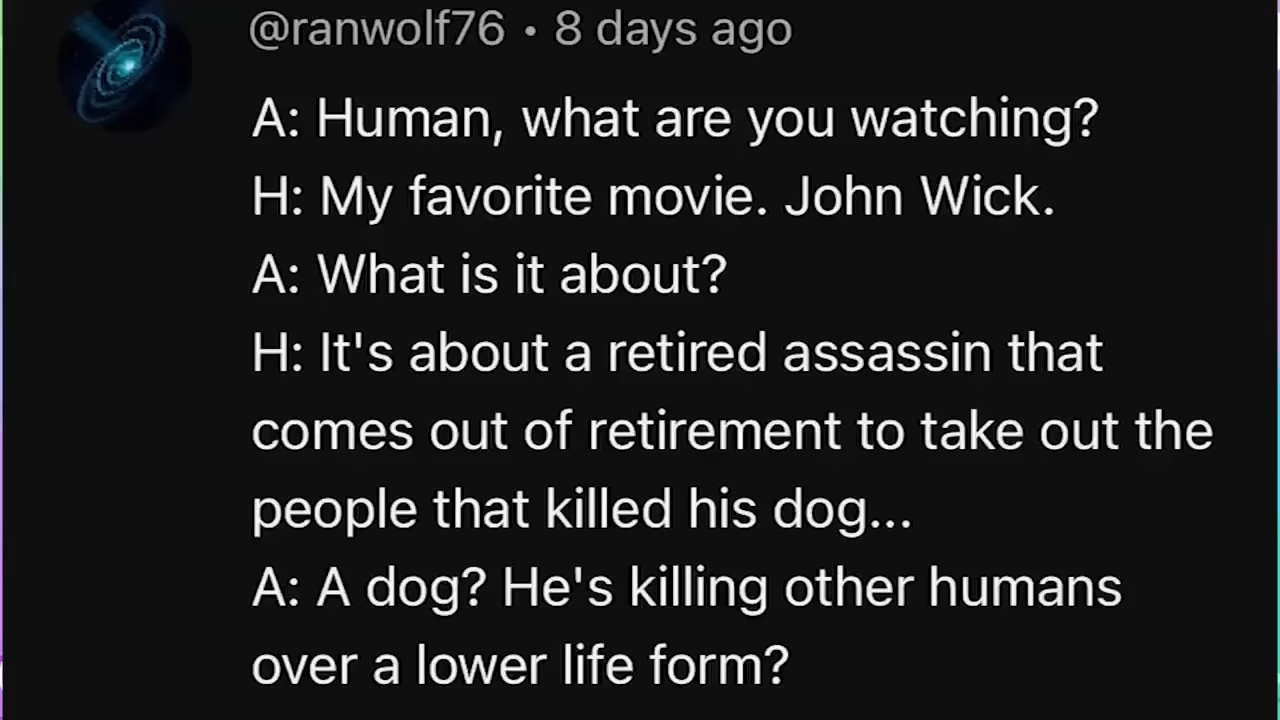 @ranwolf76 • 8 days ago
A: Human, what are you watching?
H: My favorite movie. John Wick.
A: What is it about?
H: It's about a retired assassin that
comes out of retirement to take out the
people that killed his dog...
A: A dog? He's killing other humans
over a lower life form?